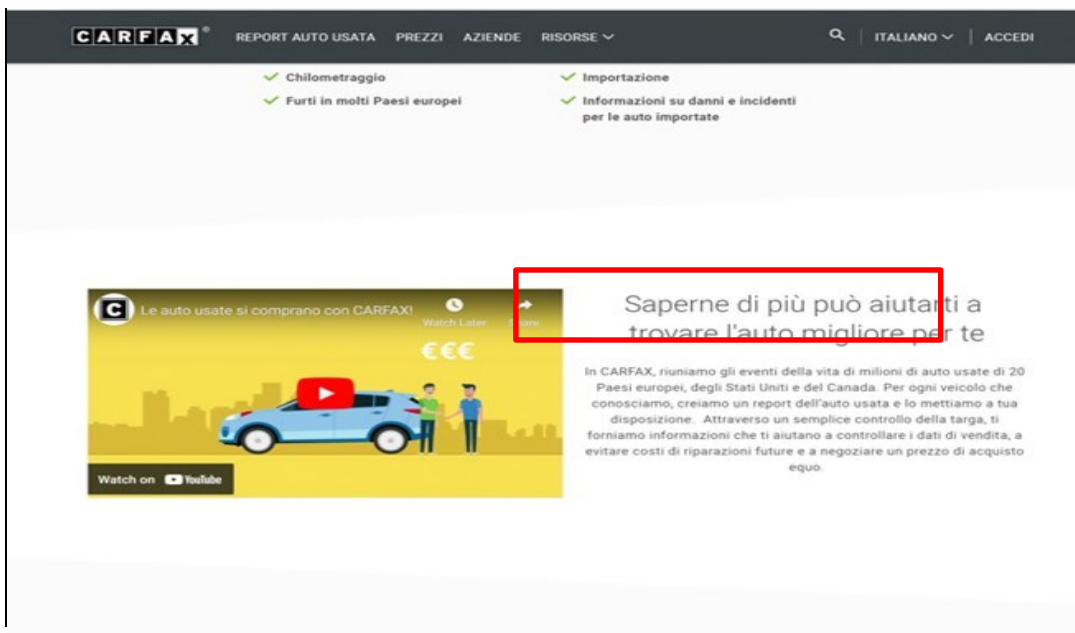 CARFAX®
REPORT AUTO USATA PREZZI AZIENDE RISORSE
ITALIANO | ACCEDI
Chilometraggio
Furti in molti Paesi europei
Importazione
Informazioni su danni e incidenti
per le auto importate
C Le auto usate si comprano con CARFAX!
Watch Later Share
€€€
Watch on YouTube
Saperne di più può aiutarti a
trovare l'auto migliore per te
In CARFAX, riuniamo gli eventi della vita di milioni di auto usate di 20
Paesi europei, degli Stati Uniti e del Canada. Per ogni veicolo che
conosciamo, creiamo un report dell'auto usata e lo mettiamo a tua
disposizione. Attraverso un semplice controllo della targa, ti
forniamo informazioni che ti aiutano a controllare i dati di vendita, a
evitare costi di riparazioni future e a negoziare un prezzo di acquisto
equo.